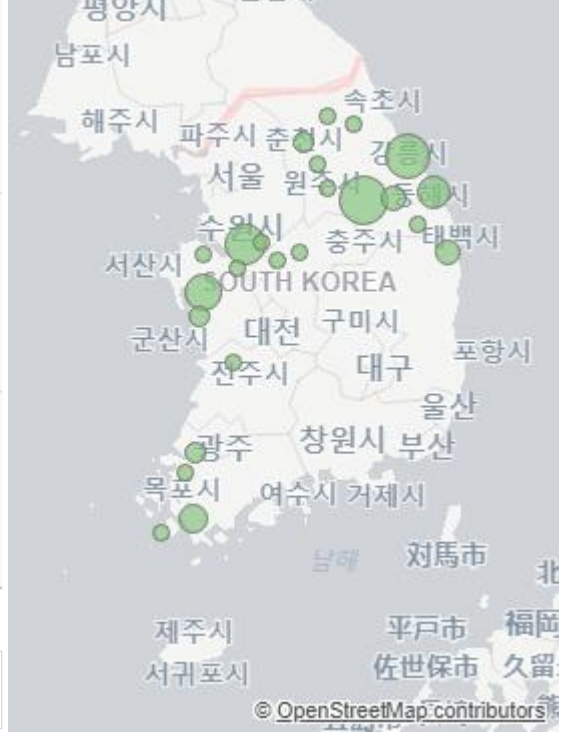 평양시
남포시
속초시
해주시
파주시 춘천시
강릉시
서울 원주시
동해시
수원시
충주시 태백시
서산시
SOUTH KOREA
구미시
군산시 대전
포항시
전주시 대구
울산
광주 창원시 부산
목포시 여수시 거제시
남해 対馬市
北
제주시 平戸市 福岡
서귀포시 佐世保市 久留
© OpenStreetMap contributors